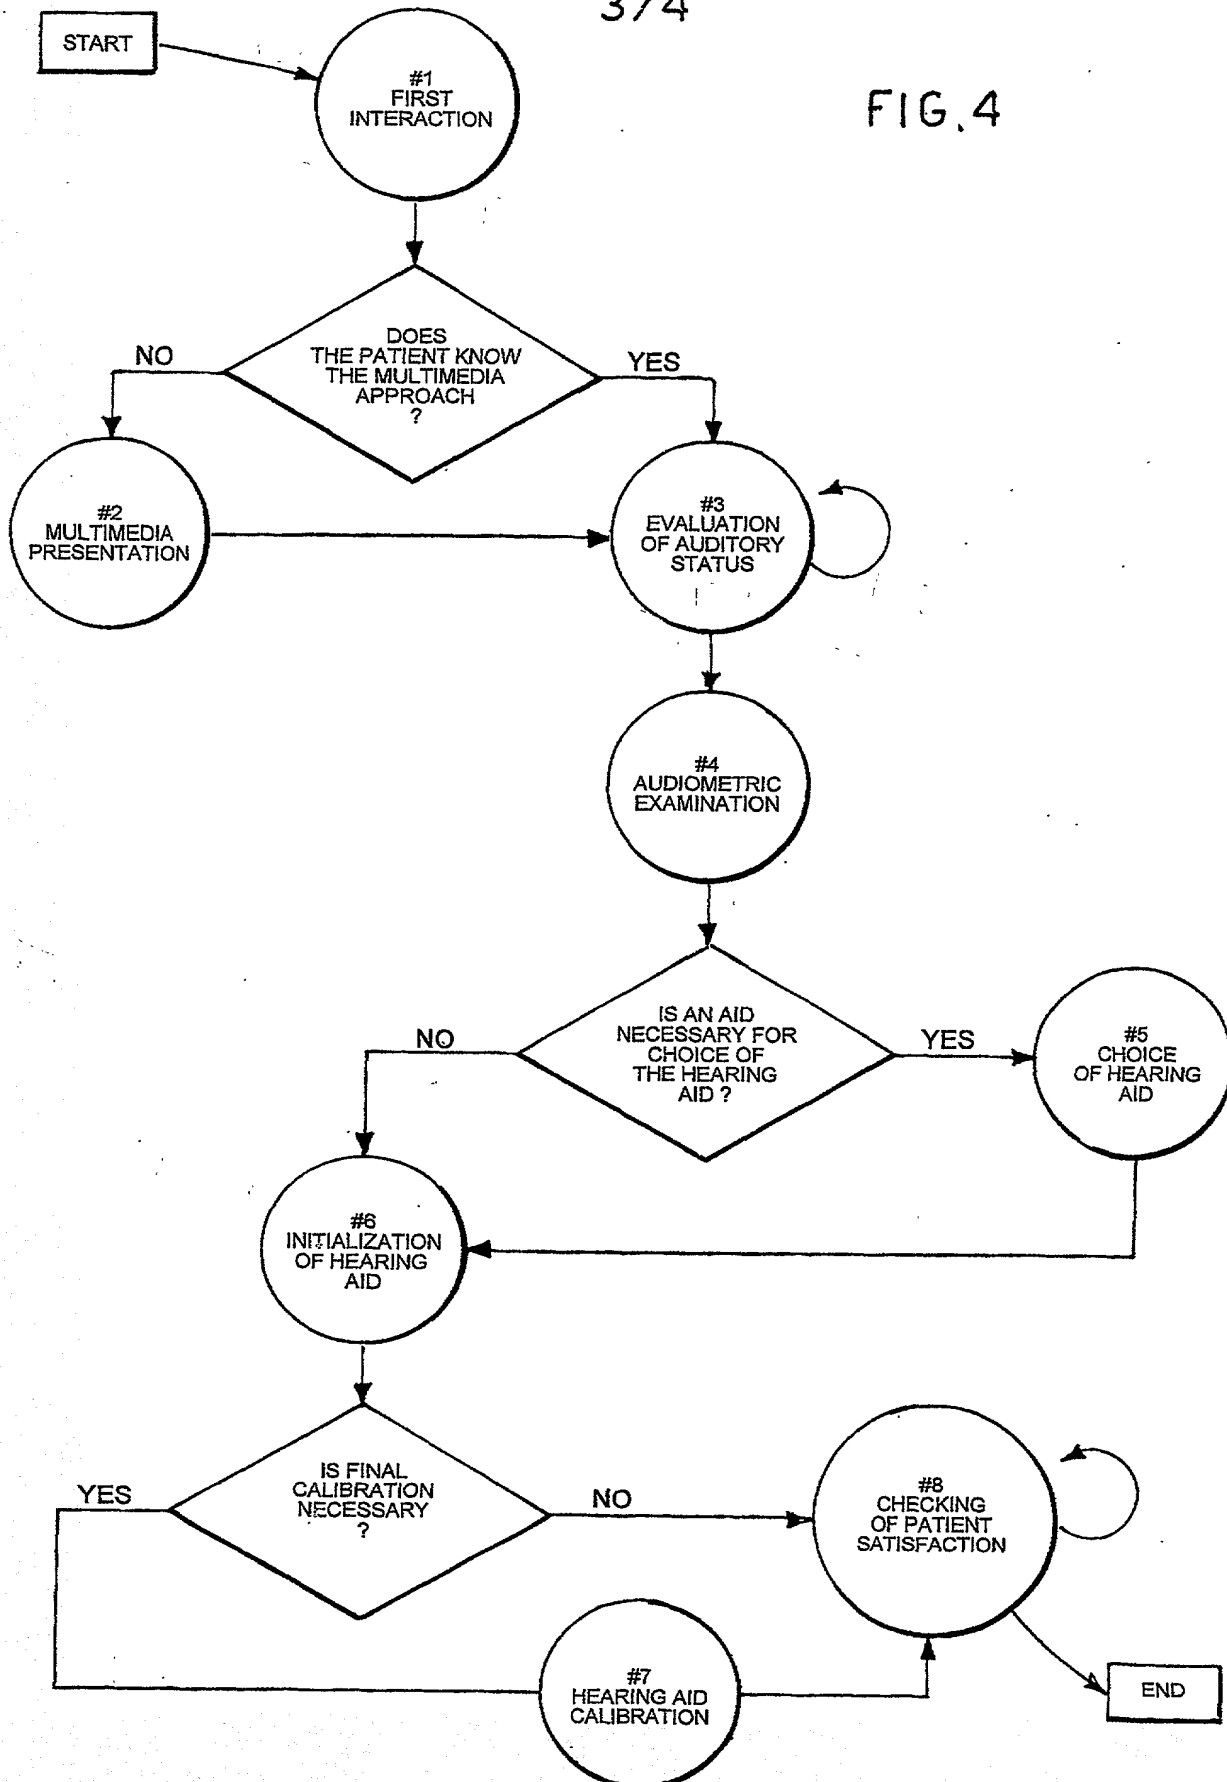 3/4
FIG.4
START
#1
FIRST
INTERACTION
DOES
THE PATIENT KNOW
THE MULTIMEDIA
APPROACH
?
NO
YES
#2
MULTIMEDIA
PRESENTATION
#3
EVALUATION
OF AUDITORY
STATUS
#4
AUDIOMETRIC
EXAMINATION
IS AN AID
NECESSARY FOR
CHOICE OF
THE HEARING
AID ?
NO
YES
#5
CHOICE
OF HEARING
AID
#6
INITIALIZATION
OF HEARING
AID
IS FINAL
CALIBRATION
NECESSARY
?
YES
NO
#8
CHECKING
OF PATIENT
SATISFACTION
#7
HEARING AID
CALIBRATION
END